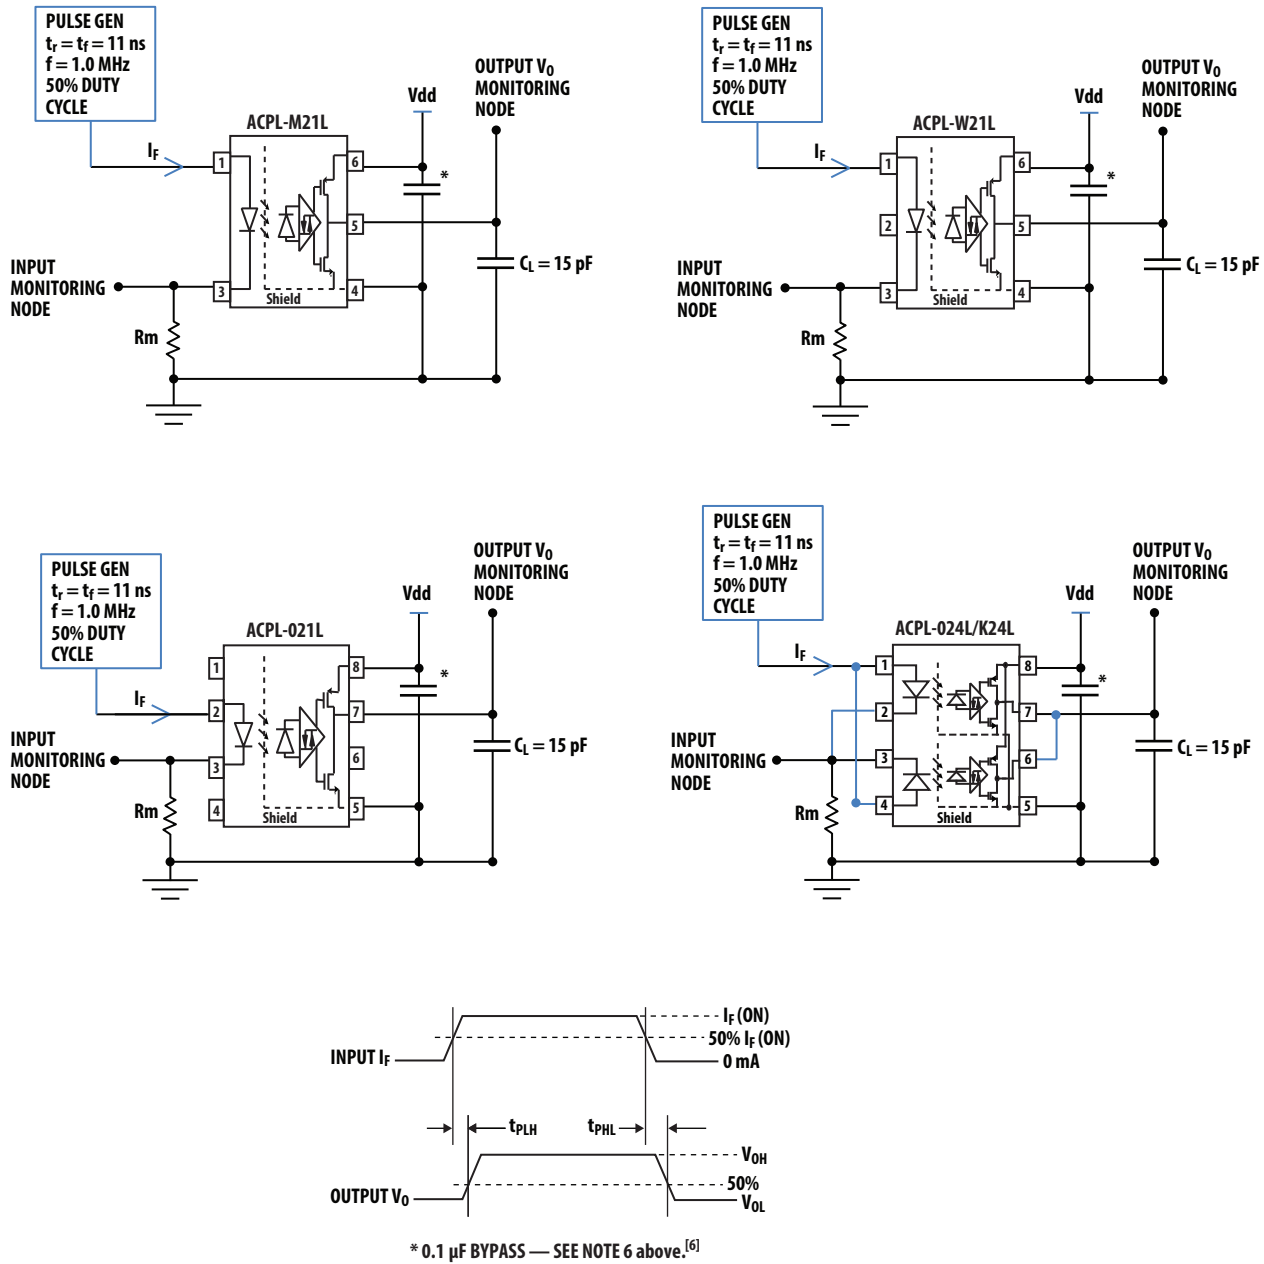 PULSE GEN
tr = tf = 11 ns
f = 1.0 MHz
50% DUTY
CYCLE
OUTPUT V0
MONITORING
NODE
Vdd
ACPL-M21L
IF
1
6
*
5
CL = 15 pF
INPUT
MONITORING
NODE
3
4
Shield
Rm
PULSE GEN
tr = tf = 11 ns
f = 1.0 MHz
50% DUTY
CYCLE
OUTPUT V0
MONITORING
NODE
Vdd
ACPL-W21L
IF
1
6
*
2
5
CL = 15 pF
INPUT
MONITORING
NODE
3
4
Shield
Rm
PULSE GEN
tr = tf = 11 ns
f = 1.0 MHz
50% DUTY
CYCLE
OUTPUT V0
MONITORING
NODE
Vdd
ACPL-021L
1
8
*
IF
2
7
INPUT
MONITORING
NODE
3
6
CL = 15 pF
4
5
Shield
Rm
PULSE GEN
tr = tf = 11 ns
f = 1.0 MHz
50% DUTY
CYCLE
OUTPUT V0
MONITORING
NODE
Vdd
ACPL-024L/K24L
IF
1
8
*
2
7
INPUT
MONITORING
NODE
3
6
CL = 15 pF
4
5
Shield
Rm
IF (ON)
50% IF (ON)
INPUT IF
0 mA
tPLH
tPHL
VOH
50%
OUTPUT V0
VOL
* 0.1 µF BYPASS — SEE NOTE 6 above.[6]